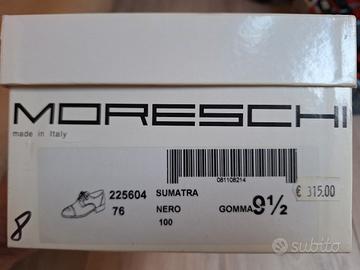 MORESCHI
made in Italy
225604 SUMATRA
76 NERO GOMMA 9½
100
081108214
€ 315.00
8
subito